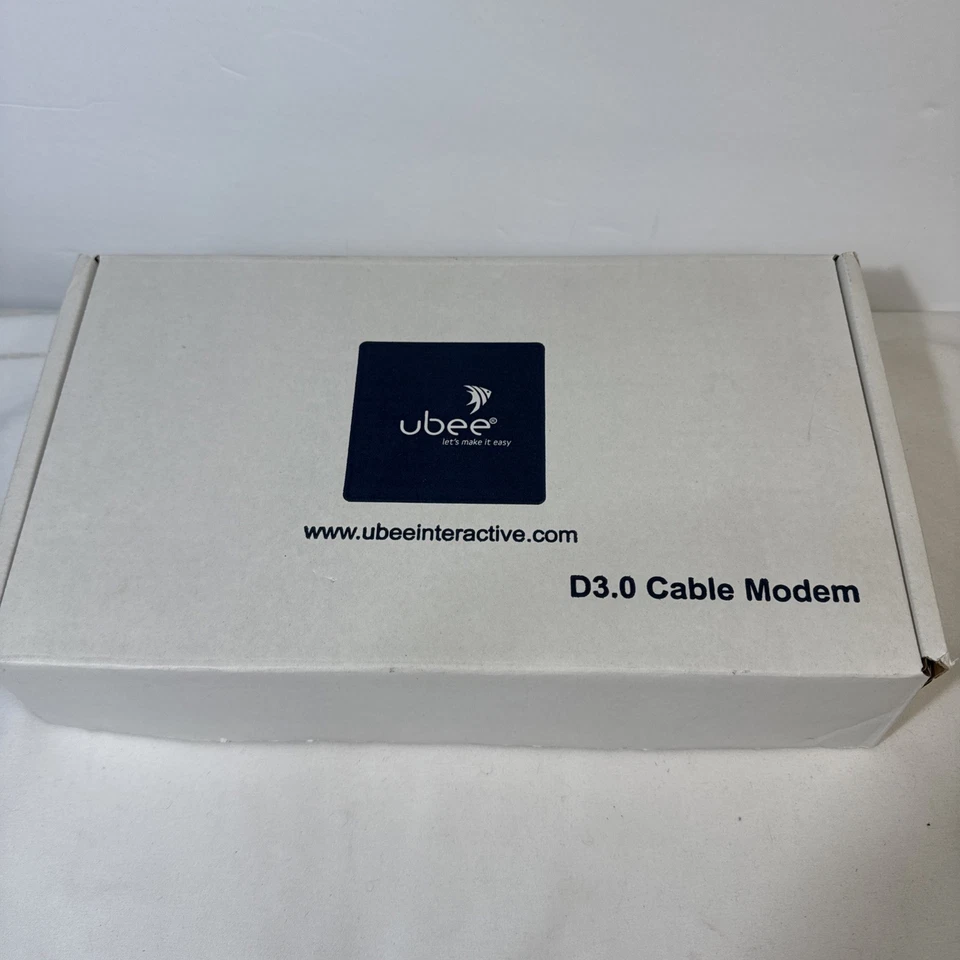 ubee®
let's make it easy
www.ubeeinteractive.com
D3.0 Cable Modem